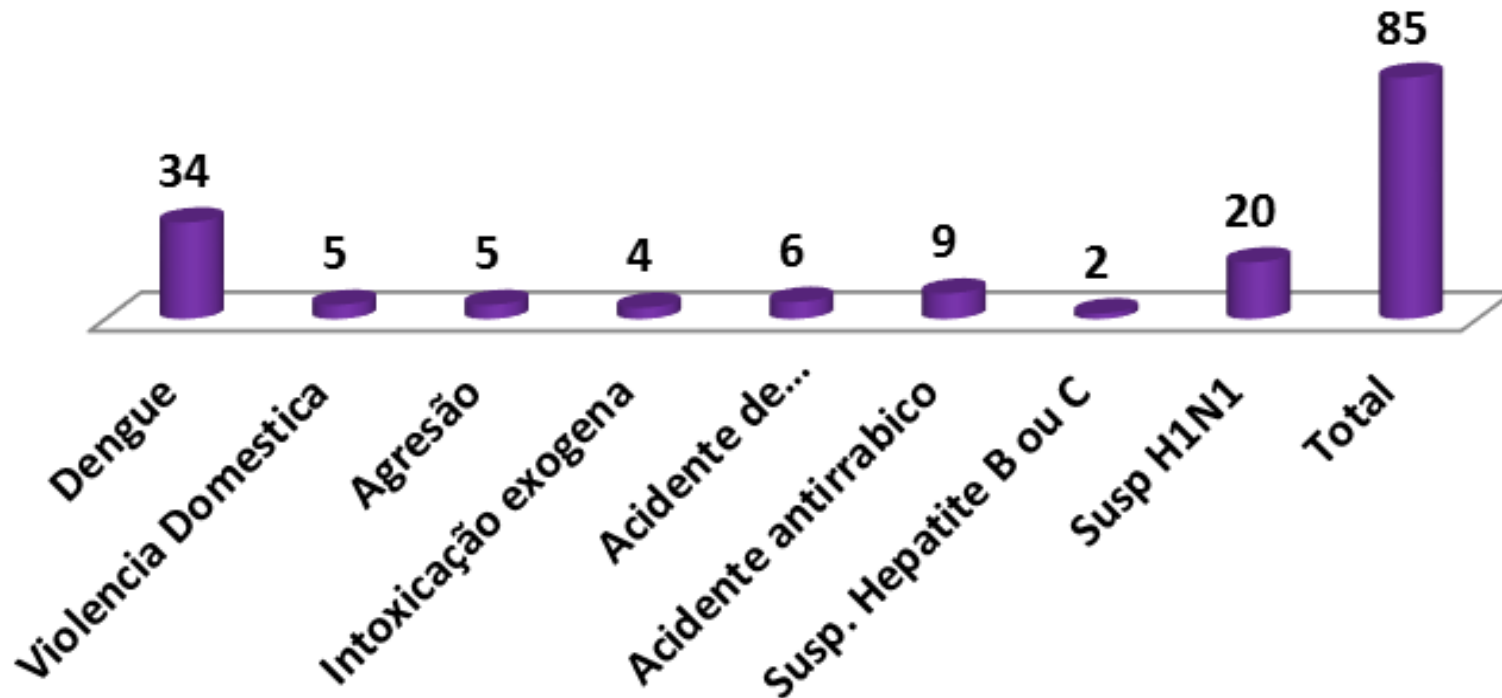 34
5
5
4
6
9
2
20
85
Dengue
Violencia Domestica
Agresão
Intoxicação exogena
Acidente de...
Acidente antirrabico
Susp. Hepatite B ou C
Susp H1N1
Total